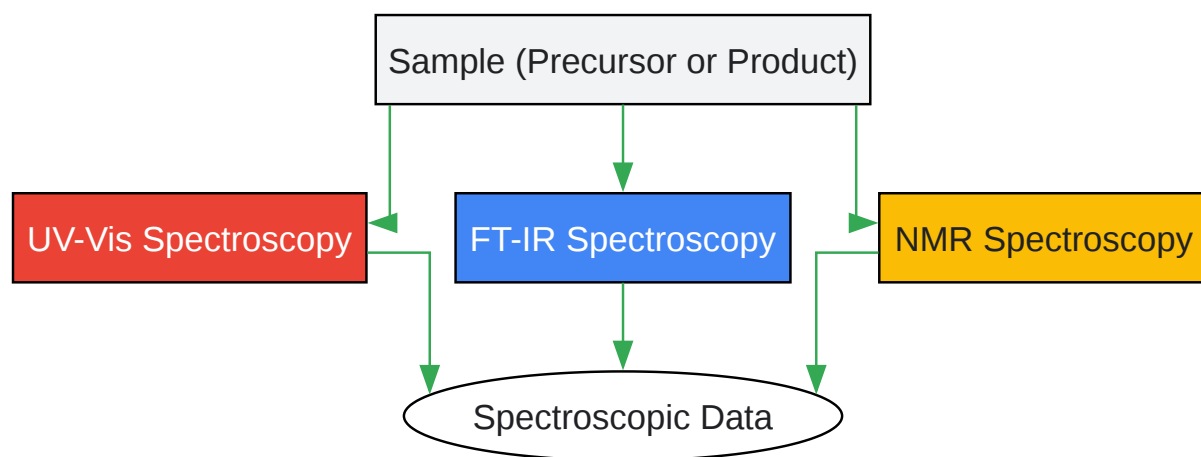 Sample (Precursor or Product)
UV-Vis Spectroscopy
FT-IR Spectroscopy
NMR Spectroscopy
Spectroscopic Data